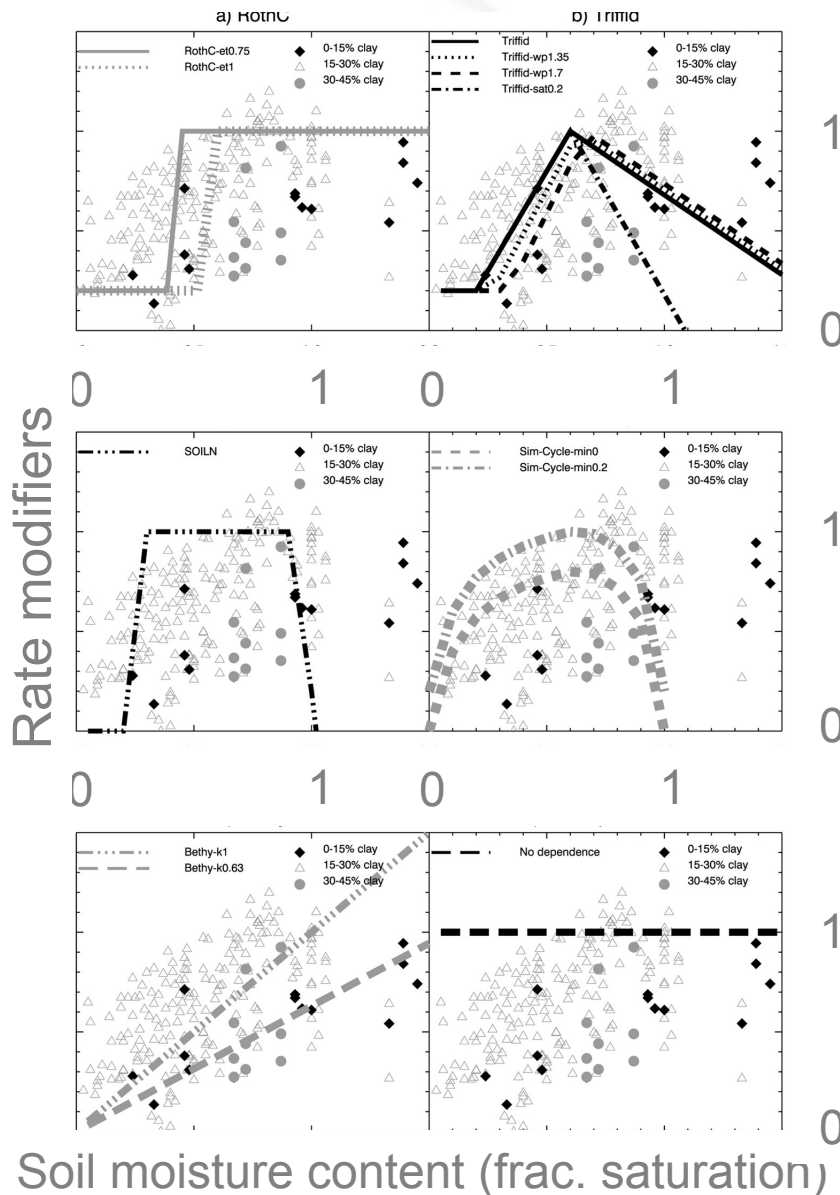 a) RothC
b) Triffid
RothC-et0.75
RothC-et1
0-15% clay
15-30% clay
30-45% clay
Triffid
Triffid-wp1.35
Triffid-wp1.7
Triffid-sat0.2
0-15% clay
15-30% clay
30-45% clay
1
0
0
1
0
1
Rate modifiers
SOILN
0-15% clay
15-30% clay
30-45% clay
Sim-Cycle-min0
Sim-Cycle-min0.2
0-15% clay
15-30% clay
30-45% clay
1
0
0
1
0
1
Bethy-k1
Bethy-k0.63
0-15% clay
15-30% clay
30-45% clay
No dependence
0-15% clay
15-30% clay
30-45% clay
1
0
Soil moisture content (frac. saturation)